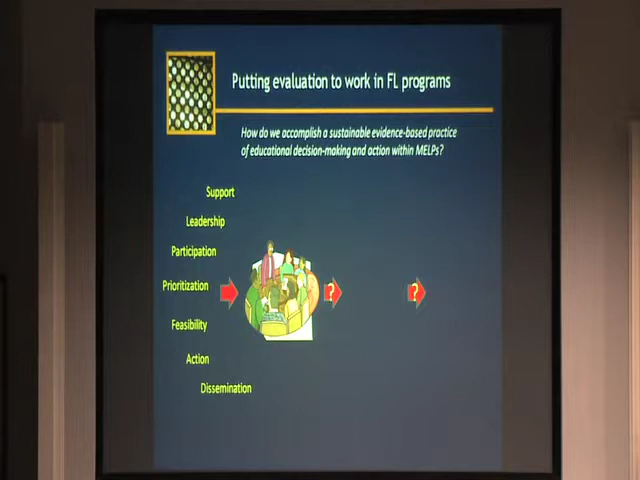 Putting evaluation to work in FL programs
How do we accomplish a sustainable evidence-based practice
of educational decision-making and action within MELPs?
Support
Leadership
Participation
Prioritization
? ?
Feasibility
Action
Dissemination